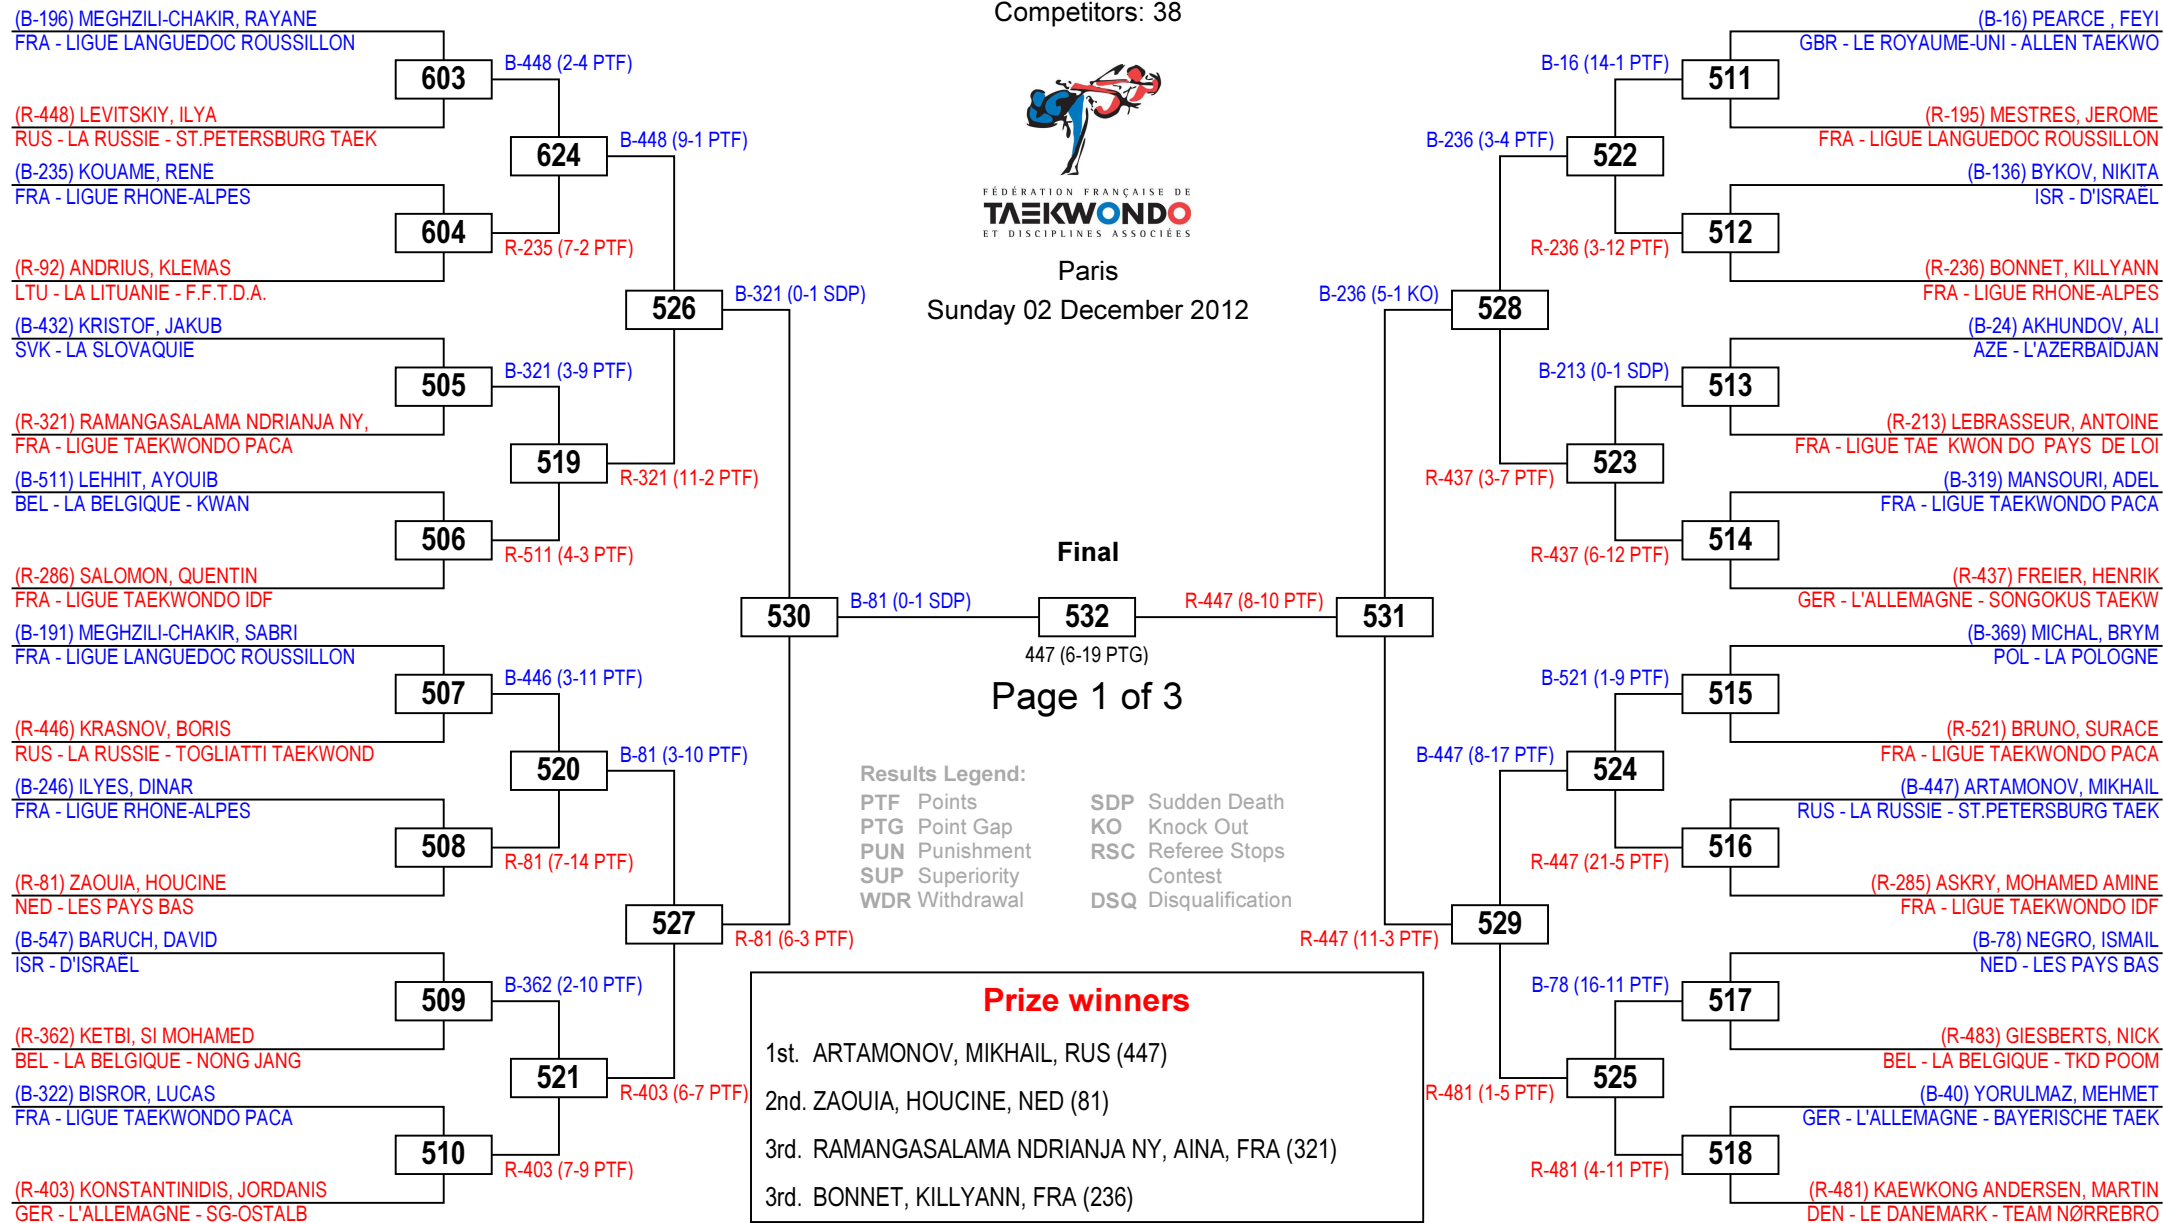 Competitors: 38
FÉDÉRATION FRANÇAISE DE
TAEKWONDO
ET DISCIPLINES ASSOCIÉES
Paris
Sunday 02 December 2012
(B-196) MEGHZILI-CHAKIR, RAYANE
FRA - LIGUE LANGUEDOC ROUSSILLON
603
B-448 (2-4 PTF)
(R-448) LEVITSKIY, ILYA
RUS - LA RUSSIE - ST.PETERSBURG TAEK
624
B-448 (9-1 PTF)
(B-235) KOUAME, RENÉ
FRA - LIGUE RHONE-ALPES
604
R-235 (7-2 PTF)
(R-92) ANDRIUS, KLEMAS
LTU - LA LITUANIE - F.F.T.D.A.
526
B-321 (0-1 SDP)
(B-432) KRISTOF, JAKUB
SVK - LA SLOVAQUIE
505
B-321 (3-9 PTF)
(R-321) RAMANGASALAMA NDRIANJA NY,
FRA - LIGUE TAEKWONDO PACA
519
R-321 (11-2 PTF)
(B-511) LEHHIT, AYOUIB
BEL - LA BELGIQUE - KWAN
506
R-511 (4-3 PTF)
(R-286) SALOMON, QUENTIN
FRA - LIGUE TAEKWONDO IDF
530
B-81 (0-1 SDP)
(B-191) MEGHZILI-CHAKIR, SABRI
FRA - LIGUE LANGUEDOC ROUSSILLON
507
B-446 (3-11 PTF)
(R-446) KRASNOV, BORIS
RUS - LA RUSSIE - TOGLIATTI TAEKWOND
520
B-81 (3-10 PTF)
(B-246) ILYES, DINAR
FRA - LIGUE RHONE-ALPES
508
R-81 (7-14 PTF)
(R-81) ZAOUIA, HOUCINE
NED - LES PAYS BAS
527
R-81 (6-3 PTF)
(B-547) BARUCH, DAVID
ISR - D'ISRAËL
509
B-362 (2-10 PTF)
(R-362) KETBI, SI MOHAMED
BEL - LA BELGIQUE - NONG JANG
521
R-403 (6-7 PTF)
(B-322) BISROR, LUCAS
FRA - LIGUE TAEKWONDO PACA
510
R-403 (7-9 PTF)
(R-403) KONSTANTINIDIS, JORDANIS
GER - L'ALLEMAGNE - SG-OSTALB
Final
532
447 (6-19 PTG)
Page 1 of 3
Results Legend:
PTF Points SDP Sudden Death
PTG Point Gap KO Knock Out
PUN Punishment RSC Referee Stops
SUP Superiority Contest
WDR Withdrawal DSQ Disqualification
Prize winners
1st. ARTAMONOV, MIKHAIL, RUS (447)
2nd. ZAOUIA, HOUCINE, NED (81)
3rd. RAMANGASALAMA NDRIANJA NY, AINA, FRA (321)
3rd. BONNET, KILLYANN, FRA (236)
(B-16) PEARCE , FEYI
GBR - LE ROYAUME-UNI - ALLEN TAEKWO
B-16 (14-1 PTF)
511
(R-195) MESTRES, JEROME
FRA - LIGUE LANGUEDOC ROUSSILLON
B-236 (3-4 PTF)
522
(B-136) BYKOV, NIKITA
ISR - D'ISRAËL
R-236 (3-12 PTF)
512
(R-236) BONNET, KILLYANN
FRA - LIGUE RHONE-ALPES
B-236 (5-1 KO)
528
(B-24) AKHUNDOV, ALI
AZE - L'AZERBAÏDJAN
B-213 (0-1 SDP)
513
(R-213) LEBRASSEUR, ANTOINE
FRA - LIGUE TAE KWON DO PAYS DE LOI
R-437 (3-7 PTF)
523
(B-319) MANSOURI, ADEL
FRA - LIGUE TAEKWONDO PACA
R-437 (6-12 PTF)
514
(R-437) FREIER, HENRIK
GER - L'ALLEMAGNE - SONGOKUS TAEKW
R-447 (8-10 PTF)
531
(B-369) MICHAL, BRYM
POL - LA POLOGNE
B-521 (1-9 PTF)
515
(R-521) BRUNO, SURACE
FRA - LIGUE TAEKWONDO PACA
B-447 (8-17 PTF)
524
(B-447) ARTAMONOV, MIKHAIL
RUS - LA RUSSIE - ST.PETERSBURG TAEK
R-447 (21-5 PTF)
516
(R-285) ASKRY, MOHAMED AMINE
FRA - LIGUE TAEKWONDO IDF
R-447 (11-3 PTF)
529
(B-78) NEGRO, ISMAIL
NED - LES PAYS BAS
B-78 (16-11 PTF)
517
(R-483) GIESBERTS, NICK
BEL - LA BELGIQUE - TKD POOM
R-481 (1-5 PTF)
525
(B-40) YORULMAZ, MEHMET
GER - L'ALLEMAGNE - BAYERISCHE TAEK
R-481 (4-11 PTF)
518
(R-481) KAEWKONG ANDERSEN, MARTIN
DEN - LE DANEMARK - TEAM NØRREBRO